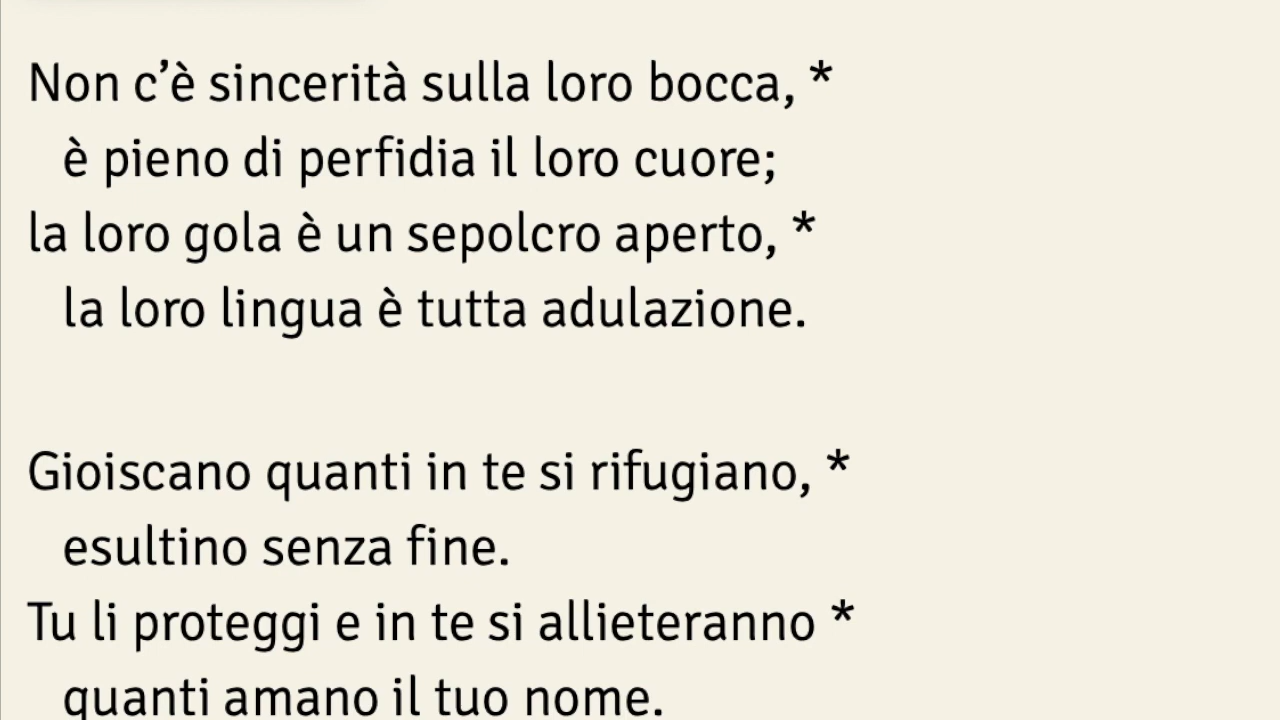 Non c’è sincerità sulla loro bocca, *
è pieno di perfidia il loro cuore;
la loro gola è un sepolcro aperto, *
la loro lingua è tutta adulazione.
Gioiscano quanti in te si rifugiano, *
esultino senza fine.
Tu li proteggi e in te si allieteranno *
quanti amano il tuo nome.